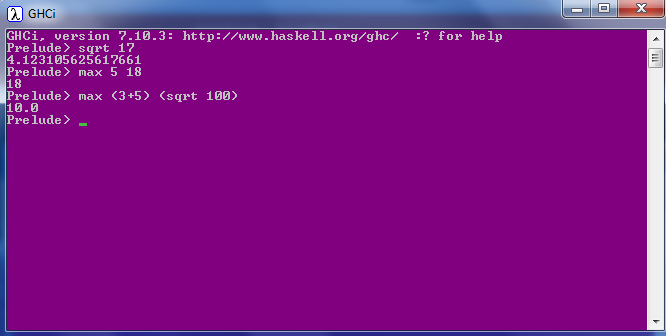 GHCi
GHCi, version 7.10.3: http://www.haskell.org/ghc/  :? for help
Prelude> sqrt 17
4.123105625617661
Prelude> max 5 18
18
Prelude> max (3+5) (sqrt 100)
10.0
Prelude> _